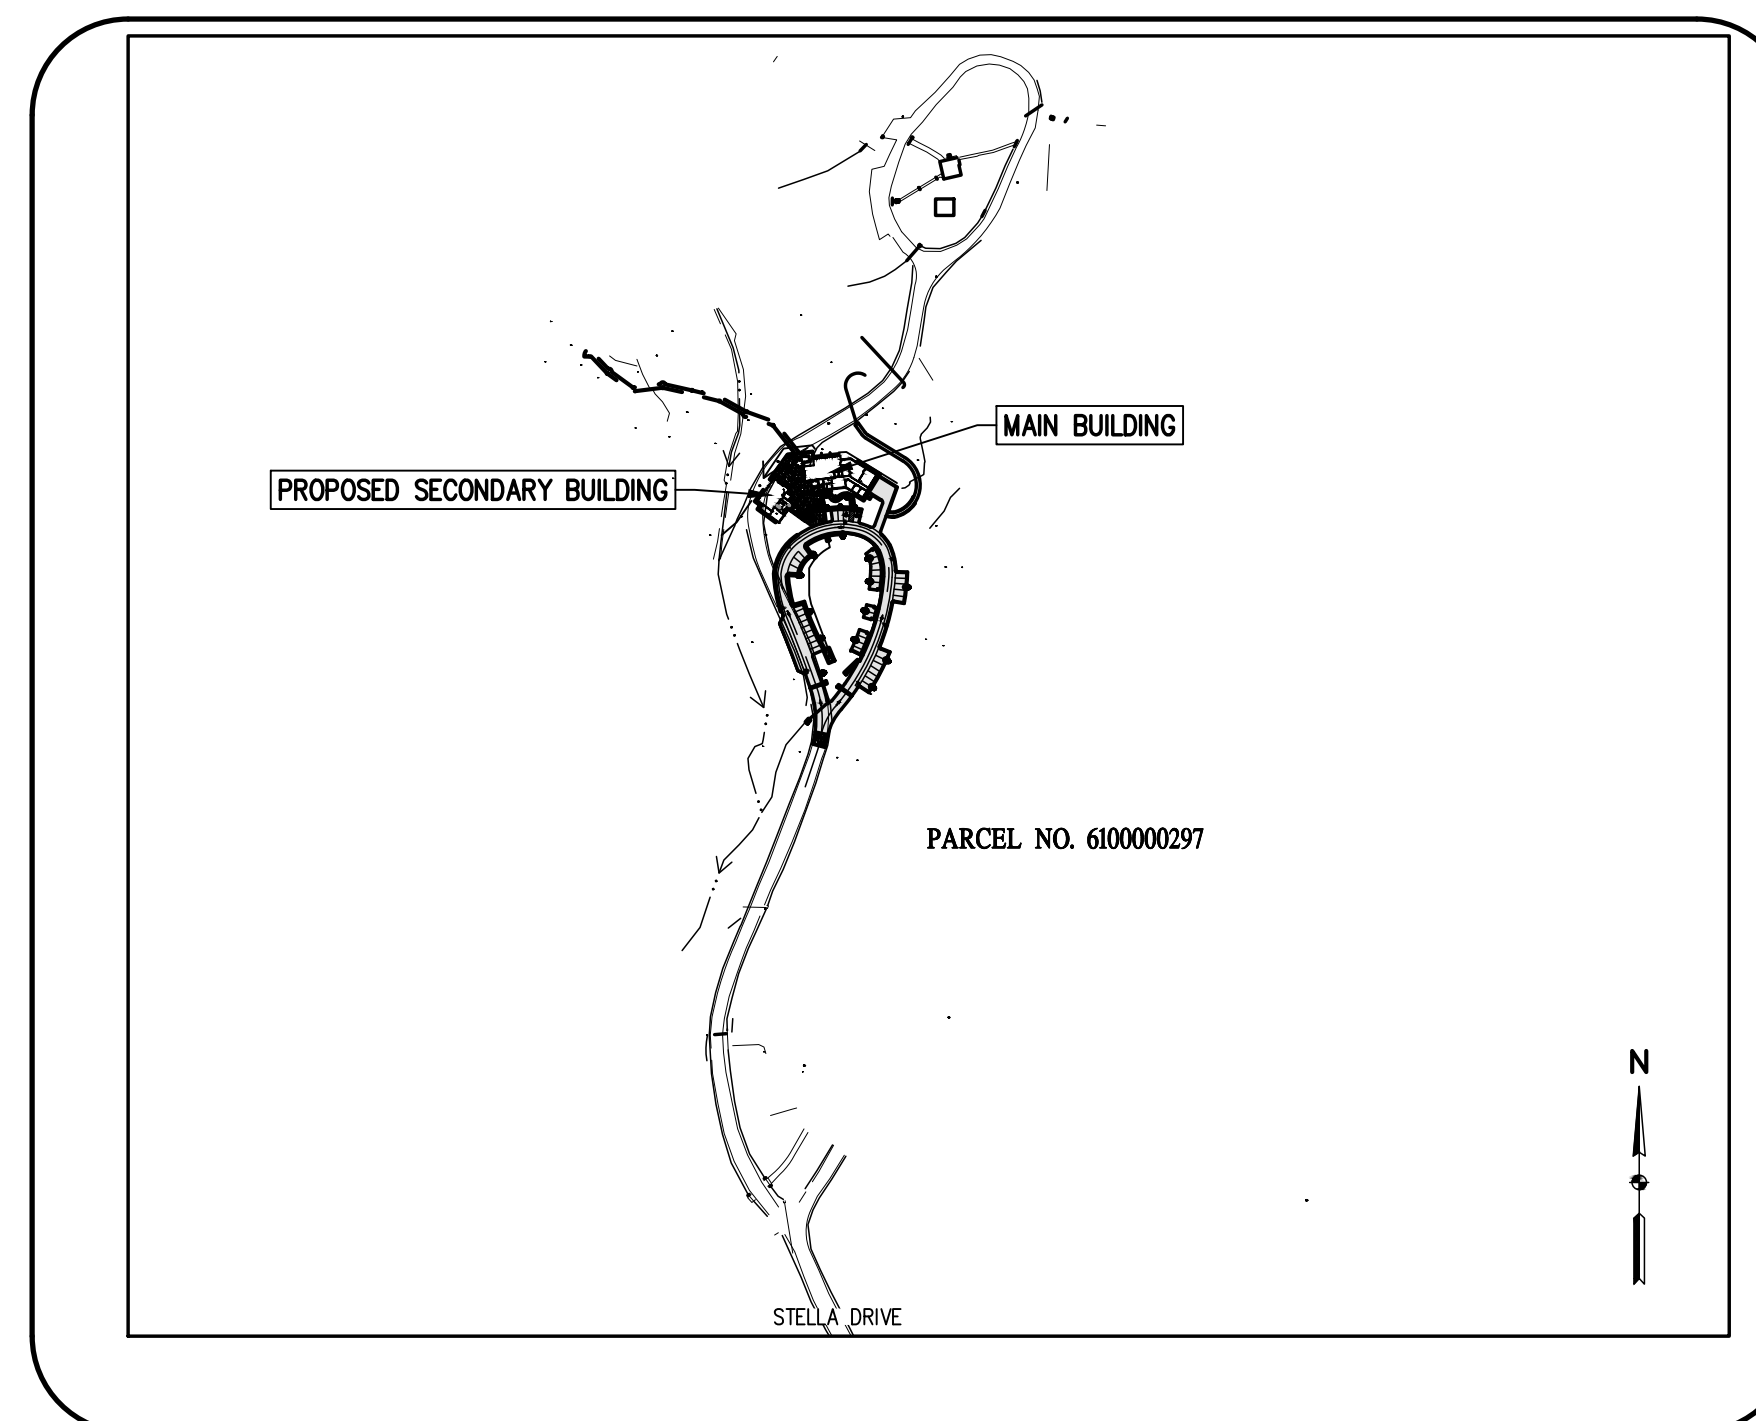 MAIN BUILDING
PROPOSED SECONDARY BUILDING
PARCEL NO. 6100000297
N
STELLA DRIVE